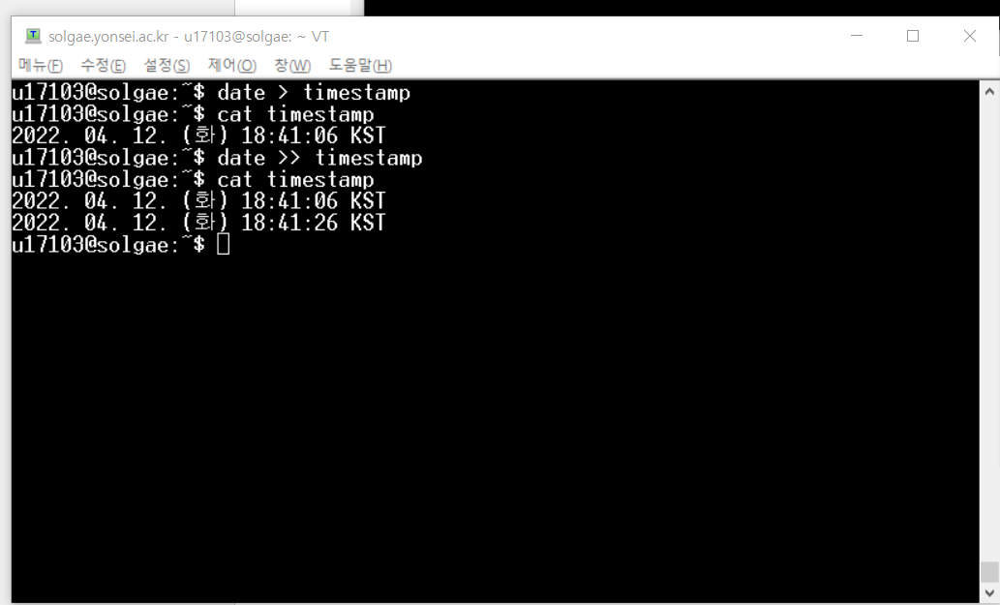 solgae.yonsei.ac.kr - u17103@solgae: ~ VT
메뉴(F) 수정(E) 설정(S) 제어(O) 창(W) 도움말(H)
u17103@solgae:~$ date > timestamp
u17103@solgae:~$ cat timestamp
2022. 04. 12. (화) 18:41:06 KST
u17103@solgae:~$ date >> timestamp
u17103@solgae:~$ cat timestamp
2022. 04. 12. (화) 18:41:06 KST
2022. 04. 12. (화) 18:41:26 KST
u17103@solgae:~$